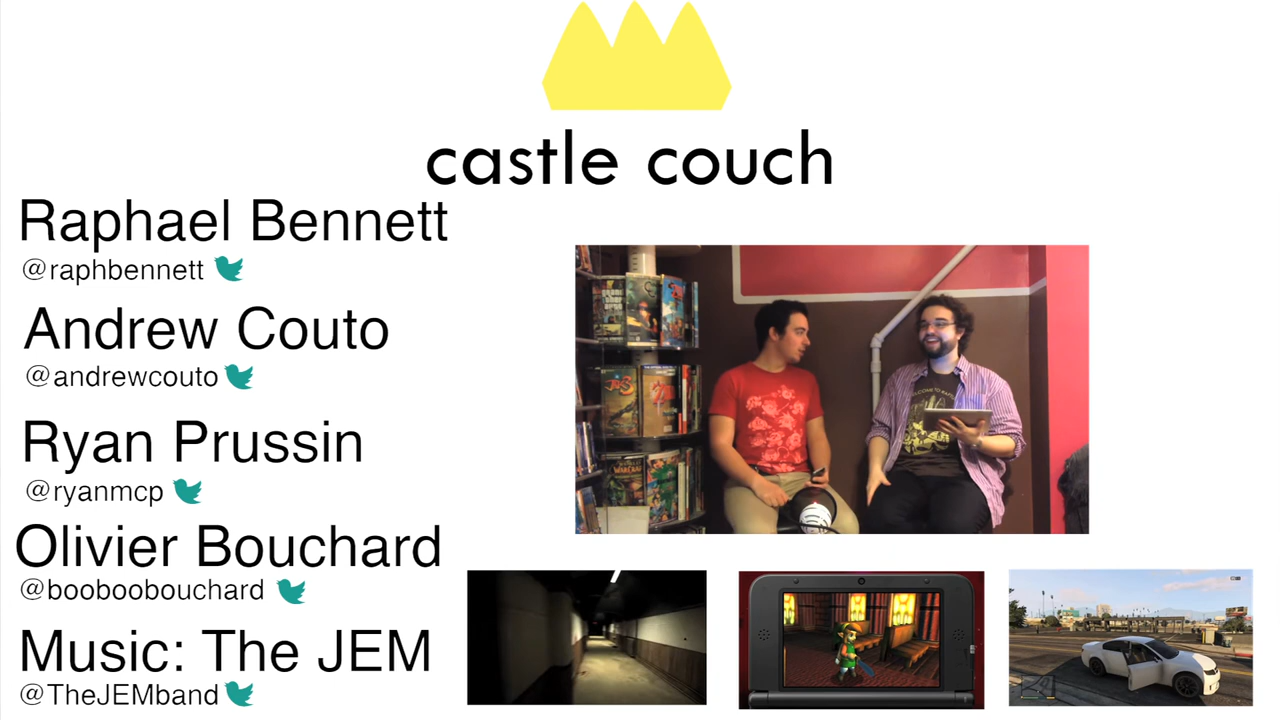 castle couch
Raphael Bennett
@raphbennett
Andrew Couto
@andrewcouto
Ryan Prussin
@ryanmcp
Olivier Bouchard
@booboobouchard
Music: The JEM
@TheJEMband